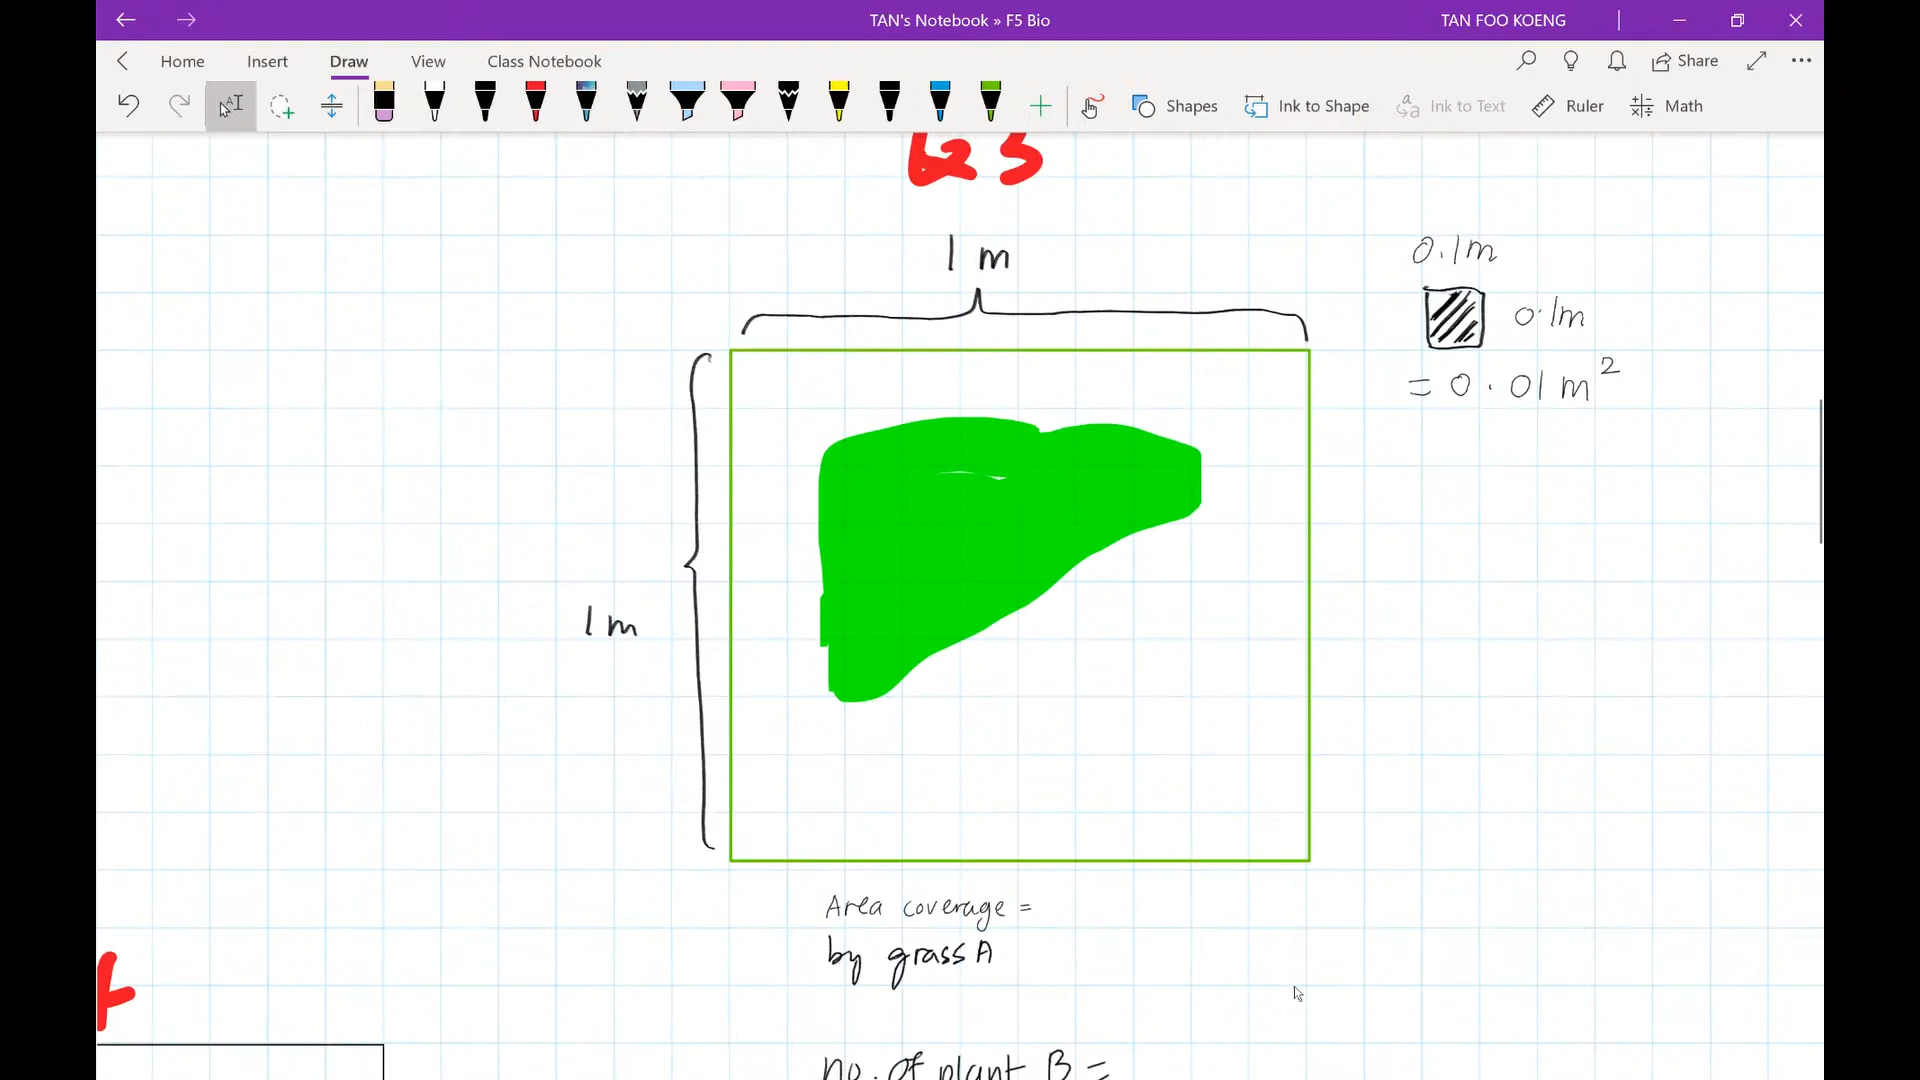 TAN's Notebook » F5 Bio
TAN FOO KOENG
Home Insert Draw View Class Notebook
Share
Shapes Ink to Shape Ink to Text Ruler Math
1 m
0.1m
0.1m
= 0.01 m²
1 m
Area coverage =
by grass A
no. of plant B =